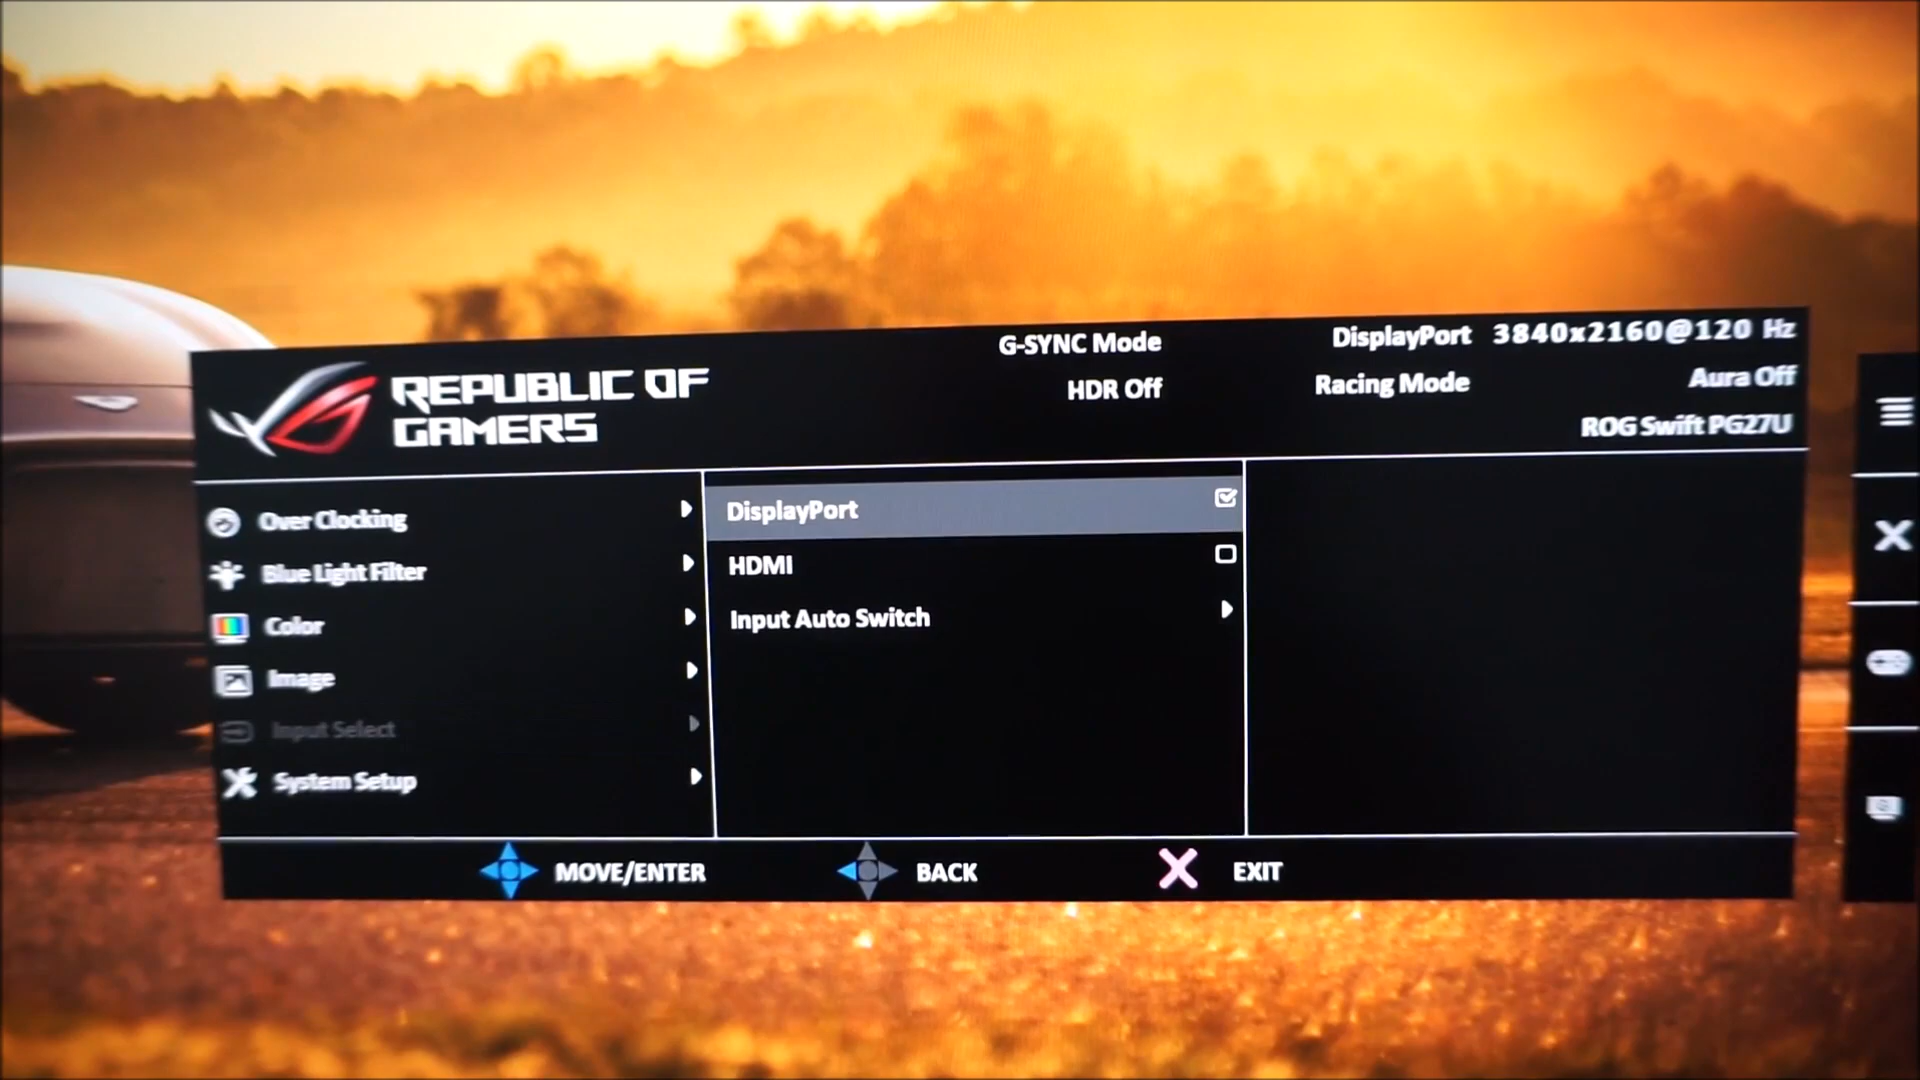 REPUBLIC OF
GAMERS
G-SYNC Mode
HDR Off
DisplayPort 3840x2160@120 Hz
Racing Mode
Aura Off
ROG Swift PG27U
Over Clocking
Blue Light Filter
Color
Image
Input Select
System Setup
DisplayPort
HDMI
Input Auto Switch
MOVE/ENTER
BACK
EXIT